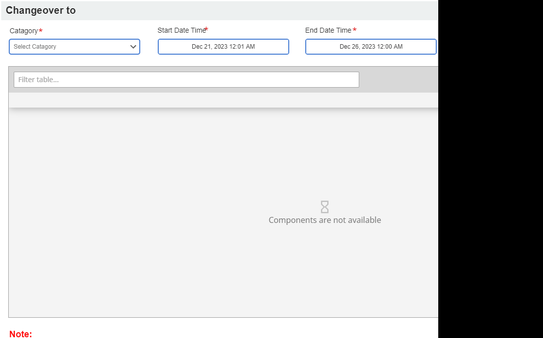 Changeover to
Catagory*
Start Date Time*
End Date Time *
Select Catagory
Dec 21, 2023 12:01 AM
Dec 26, 2023 12:00 AM
Filter table...
Components are not available
Note: